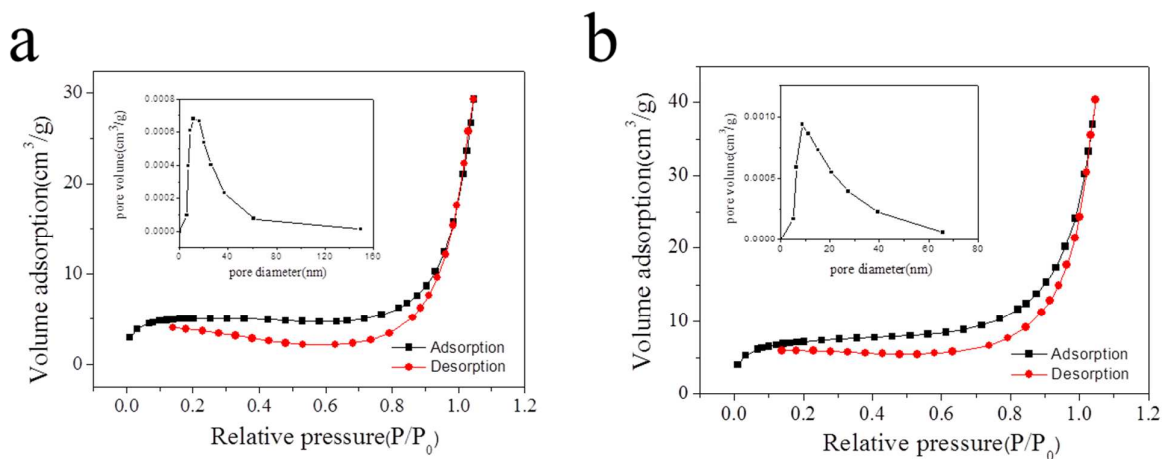 a
Volume adsorption(cm³/g)
30
20
10
0
0.0 0.2 0.4 0.6 0.8 1.0 1.2
Relative pressure(P/P₀)
pore volume(cm³/g)
0.0008
0.0006
0.0004
0.0002
0.0000
0 40 80 120 160
pore diameter(nm)
Adsorption
Desorption
b
Volume adsorption(cm³/g)
40
30
20
10
0
0.0 0.2 0.4 0.6 0.8 1.0 1.2
Relative pressure(P/P₀)
pore volume(cm³/g)
0.0010
0.0005
0.0000
0 20 40 60 80
pore diameter(nm)
Adsorption
Desorption